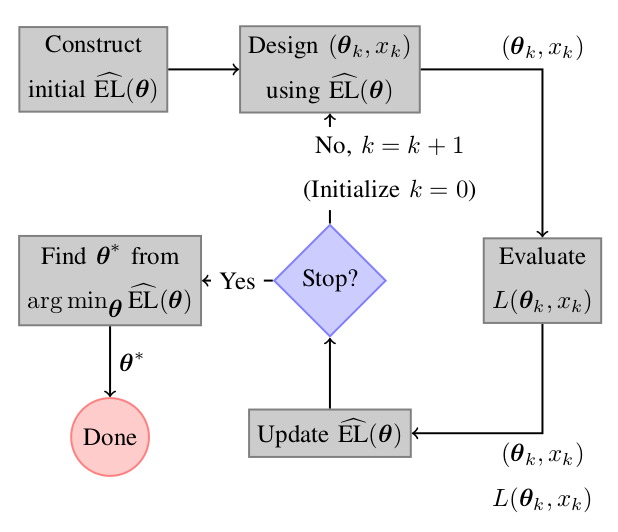 Construct
initial $\widehat{\mathrm{EL}}(\boldsymbol{\theta})$
Design $(\boldsymbol{\theta}_k, x_k)$
using $\widehat{\mathrm{EL}}(\boldsymbol{\theta})$
$(\boldsymbol{\theta}_k, x_k)$
No, $k = k + 1$
(Initialize $k = 0$)
Find $\boldsymbol{\theta}^*$ from
$\arg\min_{\boldsymbol{\theta}} \widehat{\mathrm{EL}}(\boldsymbol{\theta})$
Yes
Stop?
Evaluate
$L(\boldsymbol{\theta}_k, x_k)$
$\boldsymbol{\theta}^*$
Done
Update $\widehat{\mathrm{EL}}(\boldsymbol{\theta})$
$(\boldsymbol{\theta}_k, x_k)$
$L(\boldsymbol{\theta}_k, x_k)$